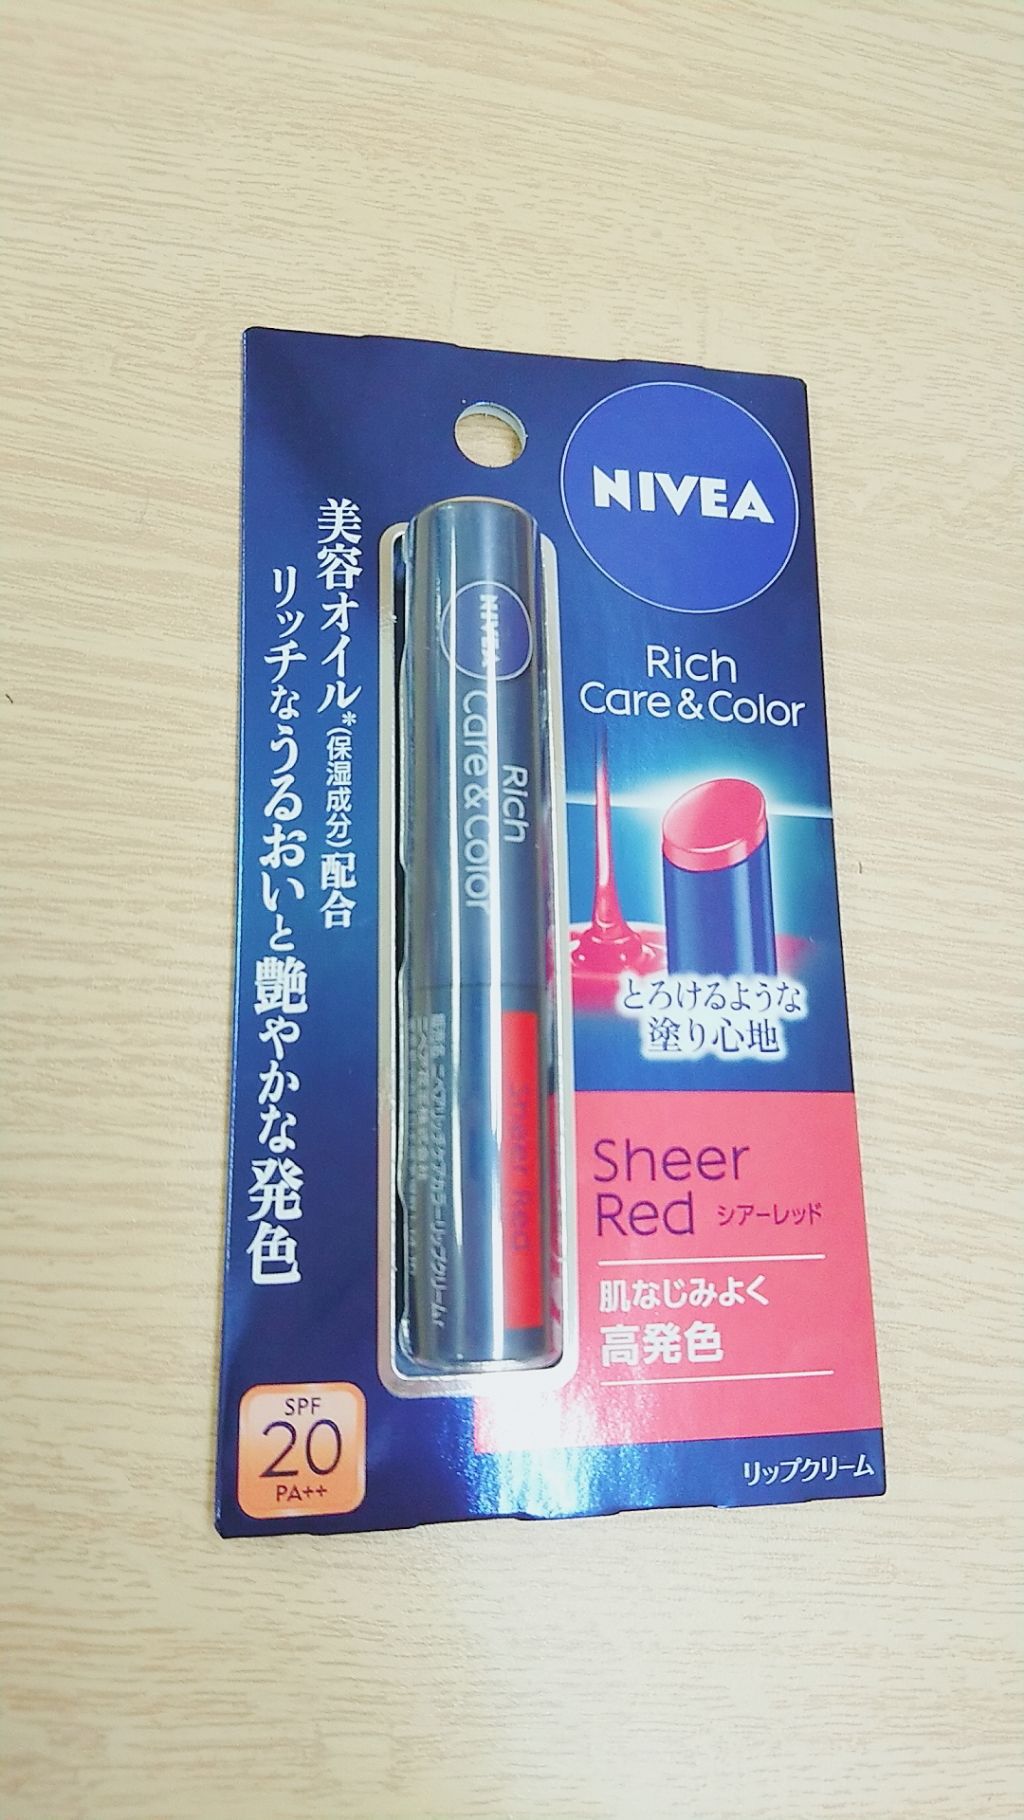 NIVEA
Rich
Care & Color
美容オイル*(保湿成分)配合
リッチなうるおいと艶やかな発色
NIVEA
Rich
Care & Color
とろけるような
塗り心地
Sheer
Red シアーレッド
肌なじみよく
高発色
Sheer Red
SPF
20
PA++
リップクリーム